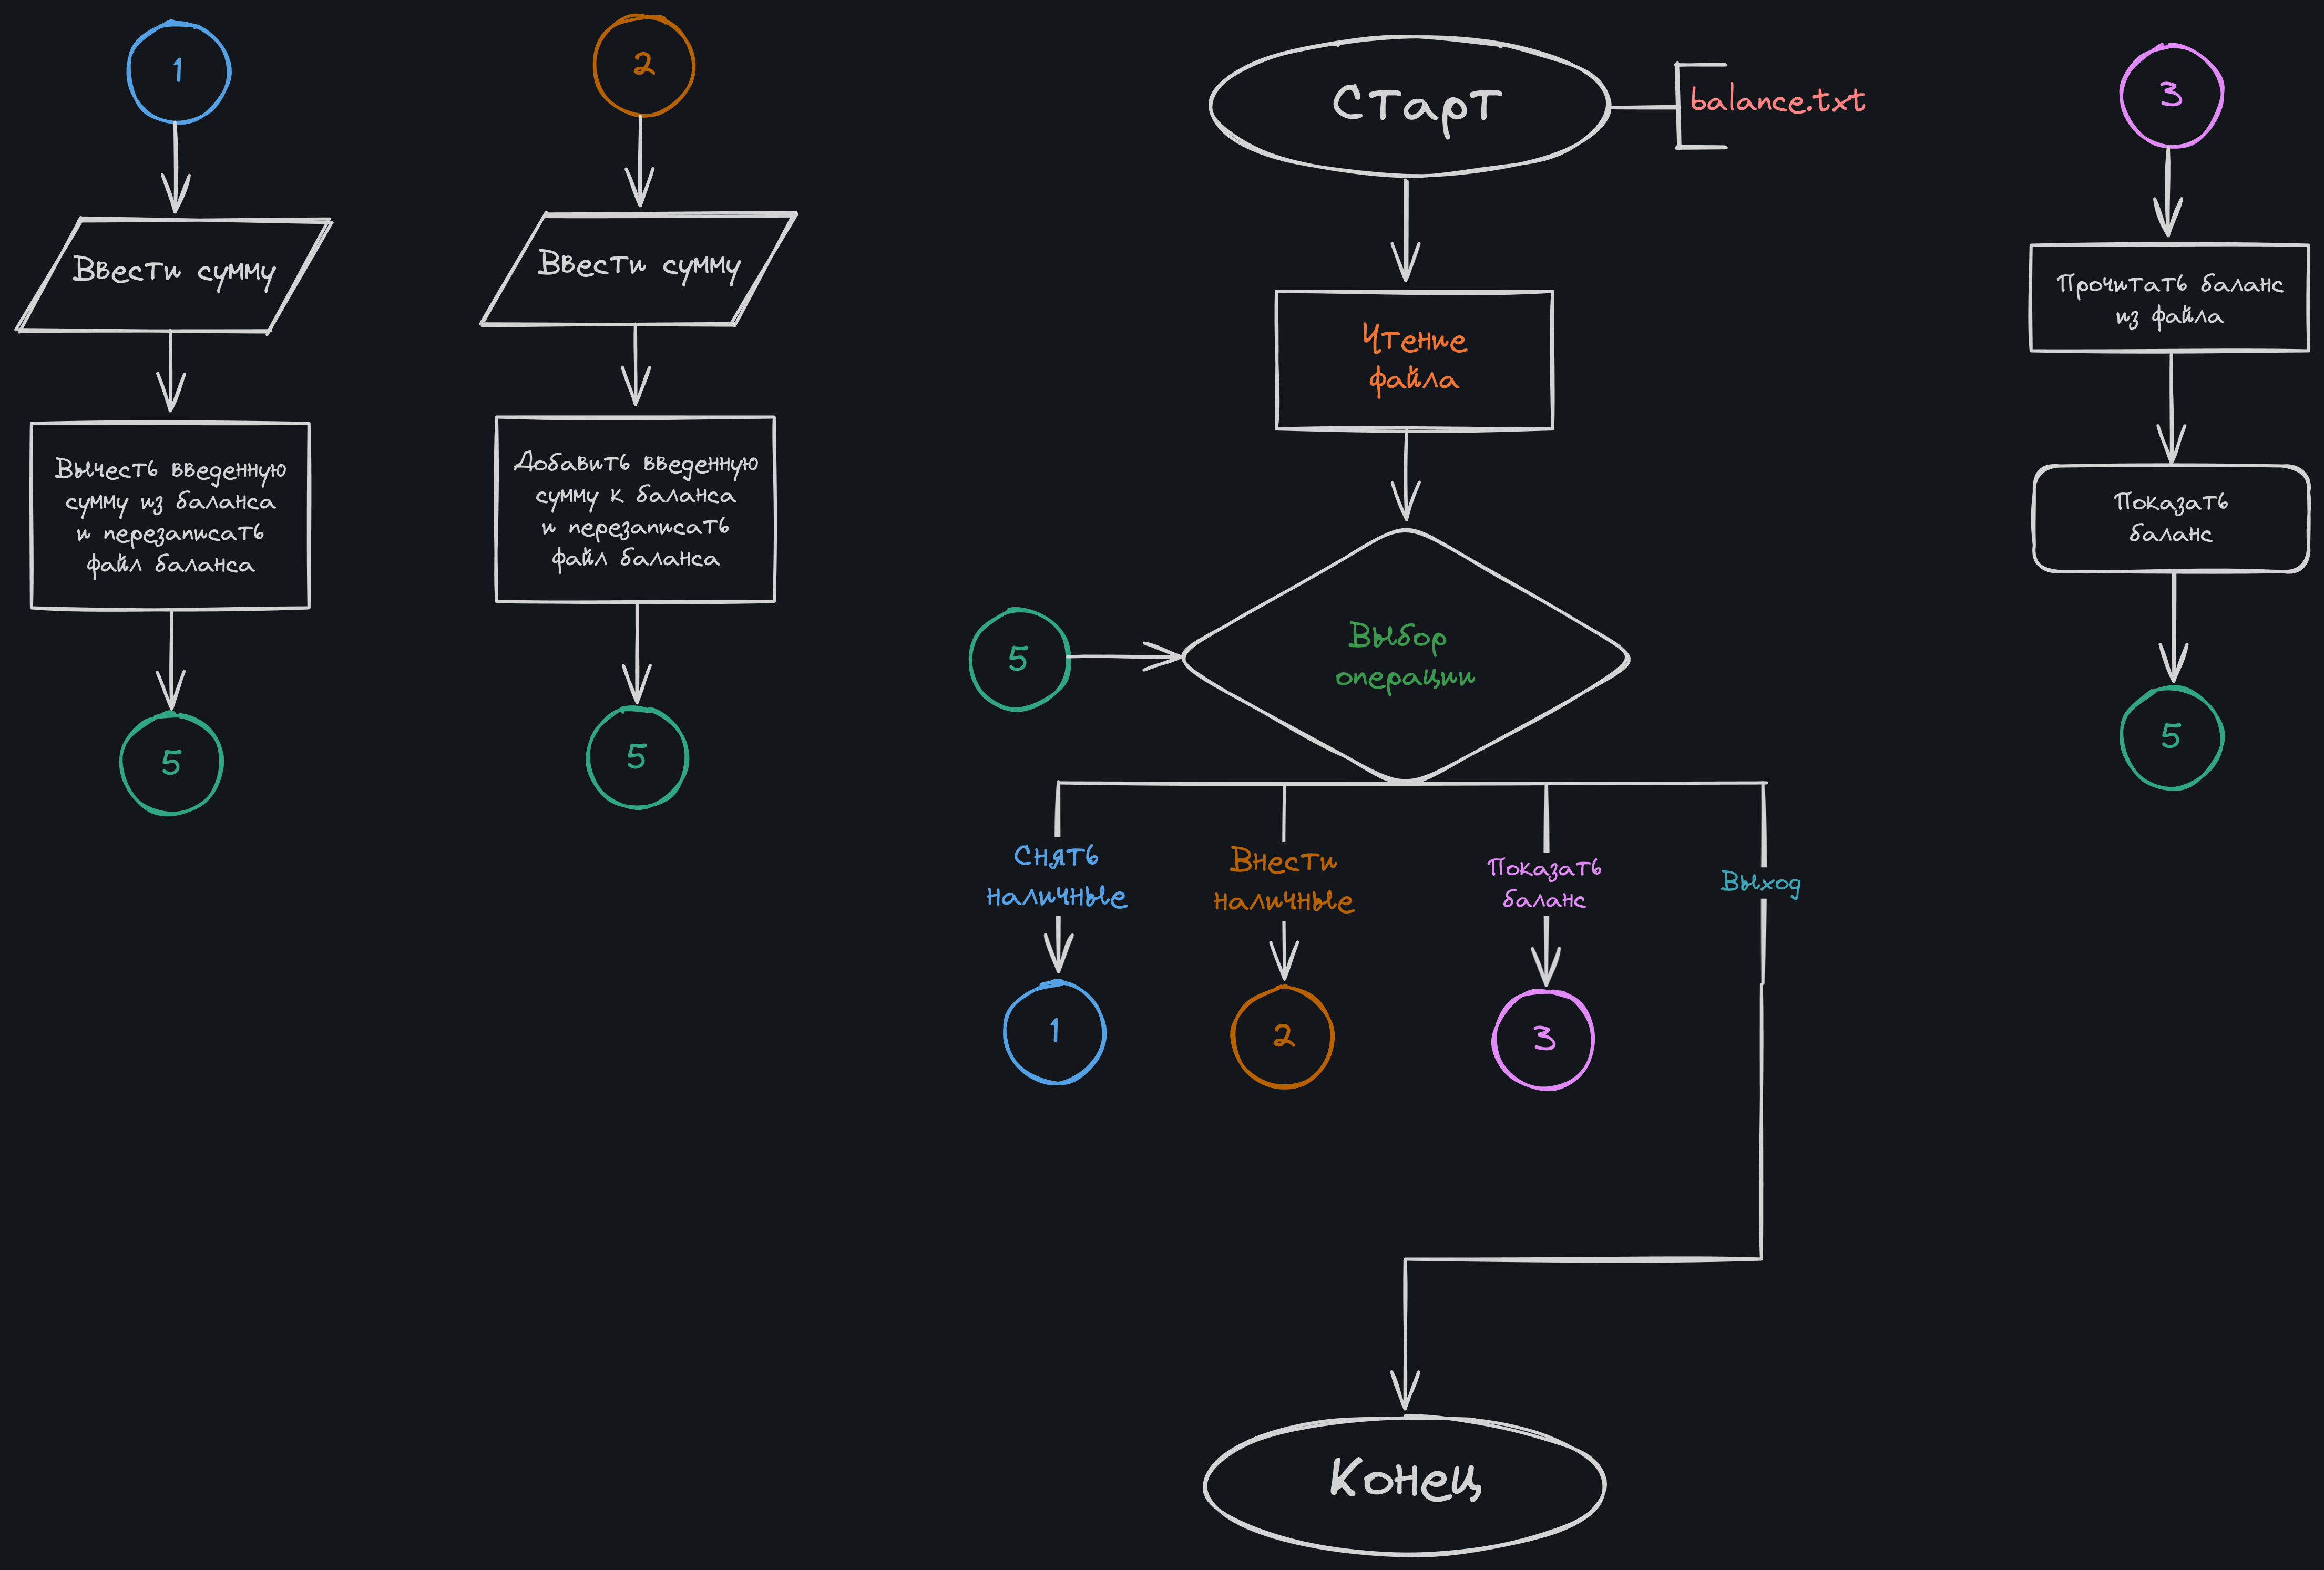 1
Ввести сумму
Вычесть введенную
сумму из баланса
и перезаписать
файл баланса
5
2
Ввести сумму
Добавить введенную
сумму к баланса
и перезаписать
файл баланса
5
Старт
balance.txt
Чтение
файла
5
Выбор
операции
Снять
наличные
Внести
наличные
Показать
баланс
Выход
1
2
3
Конец
3
Прочитать баланс
из файла
Показать
баланс
5